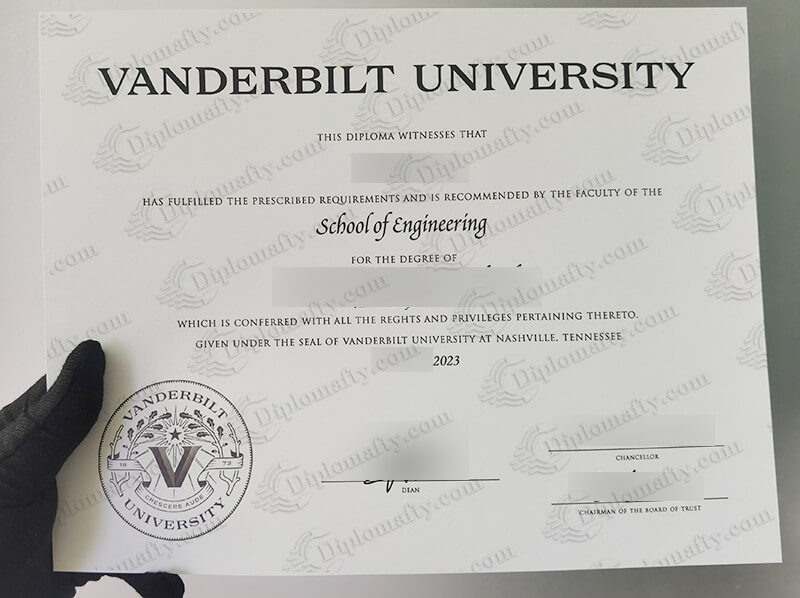 VANDERBILT UNIVERSITY
THIS DIPLOMA WITNESSES THAT
HAS FULFILLED THE PRESCRIBED REQUIREMENTS AND IS RECOMMENDED BY THE FACULTY OF THE
School of Engineering
FOR THE DEGREE OF
WHICH IS CONFERRED WITH ALL THE RIGHTS AND PRIVILEGES PERTAINING THERETO.
GIVEN UNDER THE SEAL OF VANDERBILT UNIVERSITY AT NASHVILLE, TENNESSEE
2023
VANDERBILT
18 73
V
CRESCERE AUDE
UNIVERSITY
DEAN
CHANCELLOR
CHAIRMAN OF THE BOARD OF TRUST
Diplomafty.com